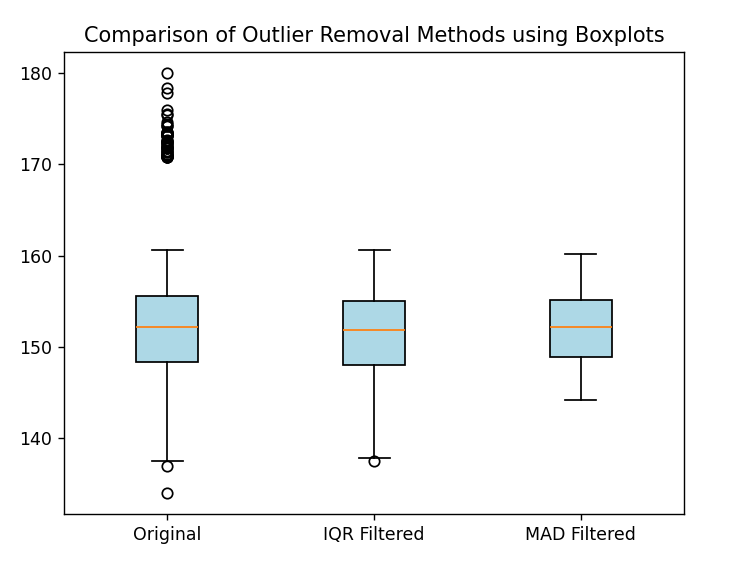 Comparison of Outlier Removal Methods using Boxplots
180
170
160
150
140
Original IQR Filtered MAD Filtered